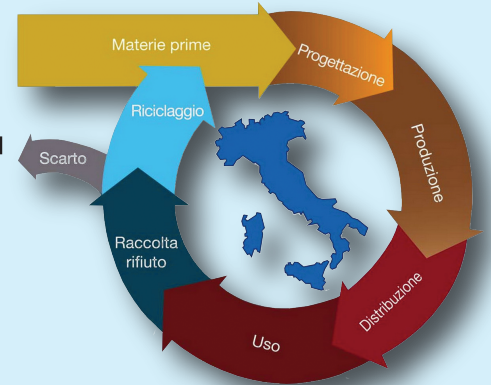 Materie prime
Progettazione
Produzione
Distribuzione
Uso
Raccolta
rifiuto
Riciclaggio
Scarto